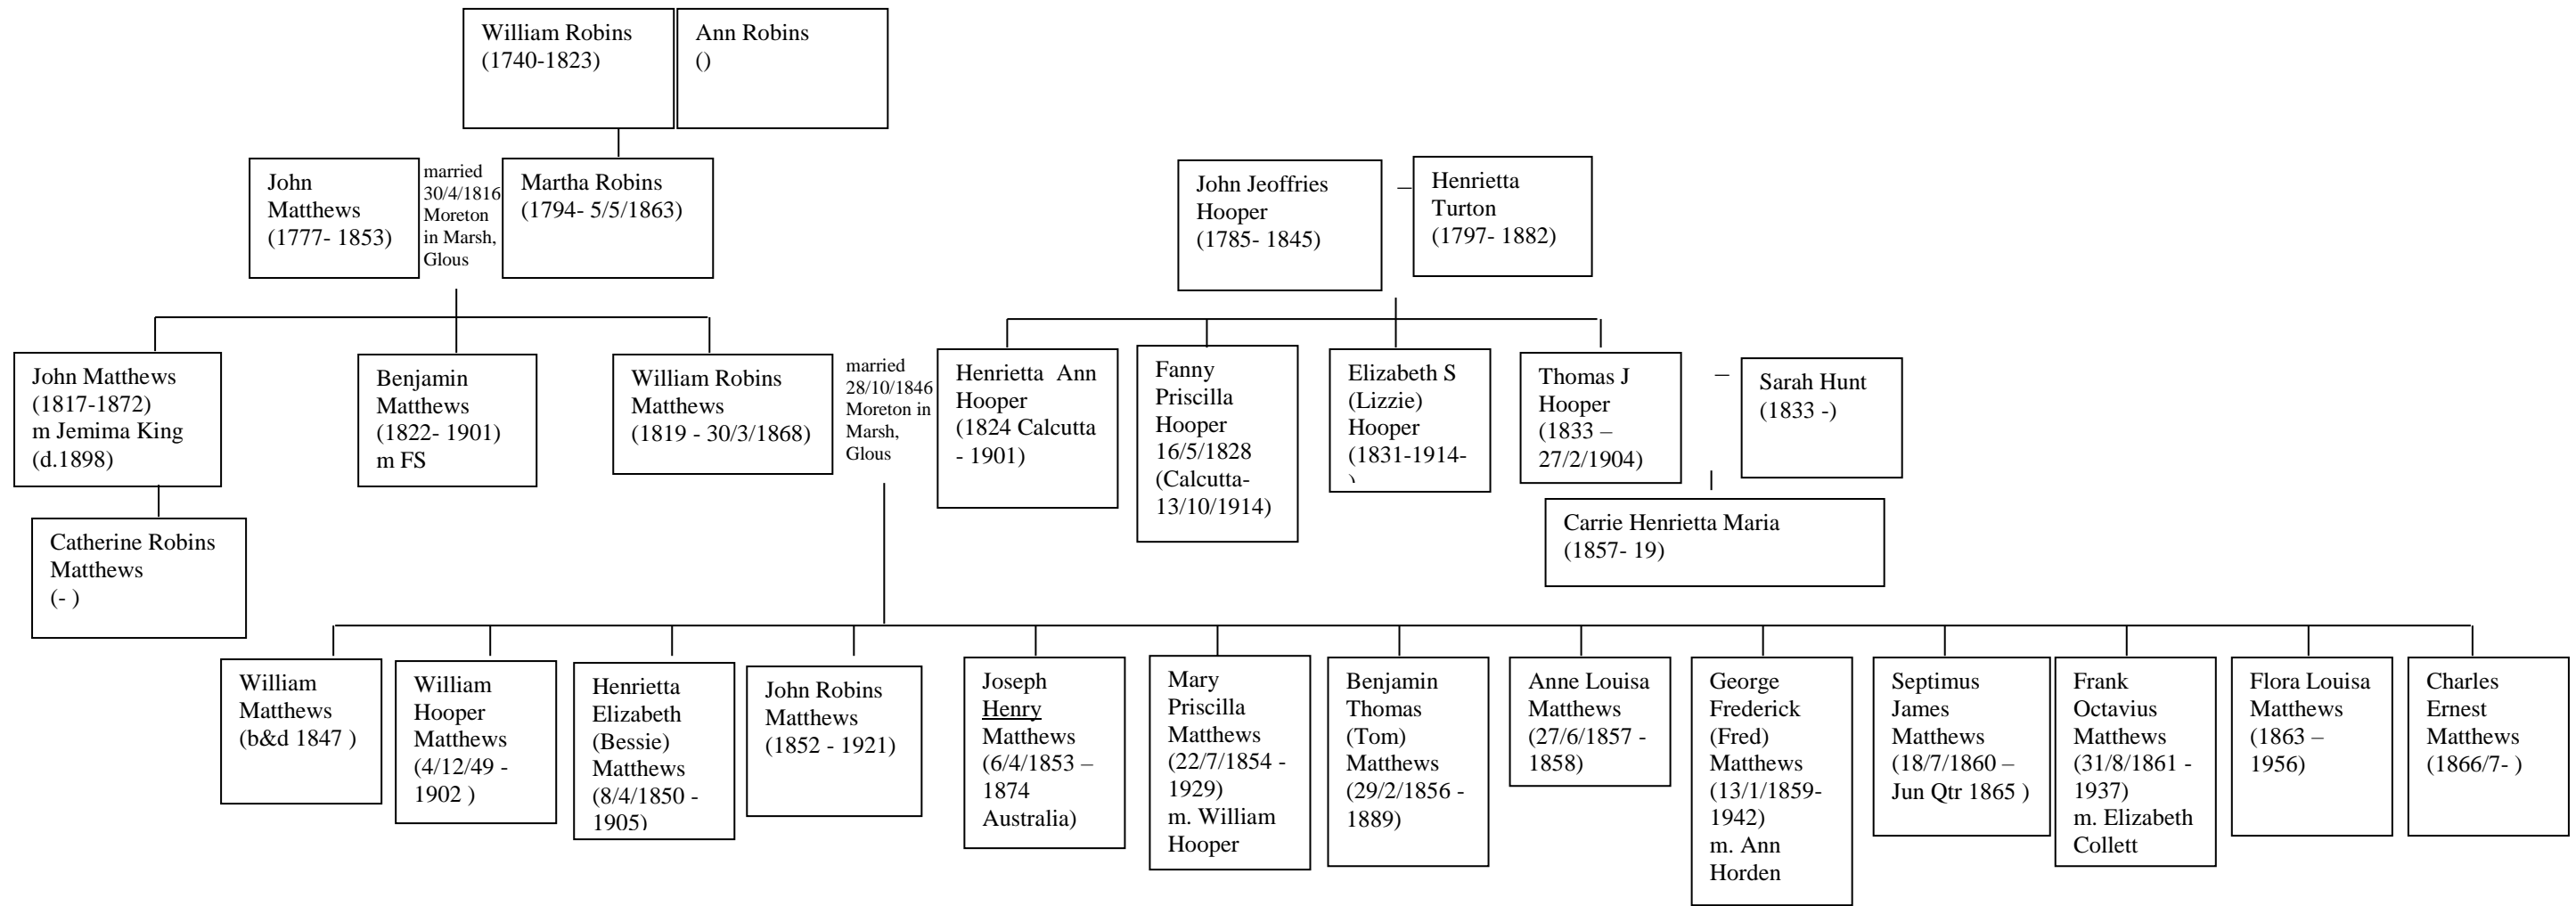 William Robins
(1740-1823)
Ann Robins
()
John
Matthews
(1777- 1853)
married
30/4/1816
Moreton
in Marsh,
Glous
Martha Robins
(1794- 5/5/1863)
John Jeoffries
Hooper
(1785- 1845)
–
Henrietta
Turton
(1797- 1882)
John Matthews
(1817-1872)
m Jemima King
(d.1898)
Benjamin
Matthews
(1822- 1901)
m FS
William Robins
Matthews
(1819 - 30/3/1868)
married
28/10/1846
Moreton in
Marsh,
Glous
Henrietta Ann
Hooper
(1824 Calcutta
- 1901)
Fanny
Priscilla
Hooper
16/5/1828
(Calcutta-
13/10/1914)
Elizabeth S
(Lizzie)
Hooper
(1831-1914-
)
Thomas J
Hooper
(1833 –
27/2/1904)
–
Sarah Hunt
(1833 -)
Catherine Robins
Matthews
(- )
Carrie Henrietta Maria
(1857- 19)
William
Matthews
(b&d 1847 )
William
Hooper
Matthews
(4/12/49 -
1902 )
Henrietta
Elizabeth
(Bessie)
Matthews
(8/4/1850 -
1905)
John Robins
Matthews
(1852 - 1921)
Joseph
Henry
Matthews
(6/4/1853 –
1874
Australia)
Mary
Priscilla
Matthews
(22/7/1854 -
1929)
m. William
Hooper
Benjamin
Thomas
(Tom)
Matthews
(29/2/1856 -
1889)
Anne Louisa
Matthews
(27/6/1857 -
1858)
George
Frederick
(Fred)
Matthews
(13/1/1859-
1942)
m. Ann
Horden
Septimus
James
Matthews
(18/7/1860 –
Jun Qtr 1865 )
Frank
Octavius
Matthews
(31/8/1861 -
1937)
m. Elizabeth
Collett
Flora Louisa
Matthews
(1863 –
1956)
Charles
Ernest
Matthews
(1866/7- )